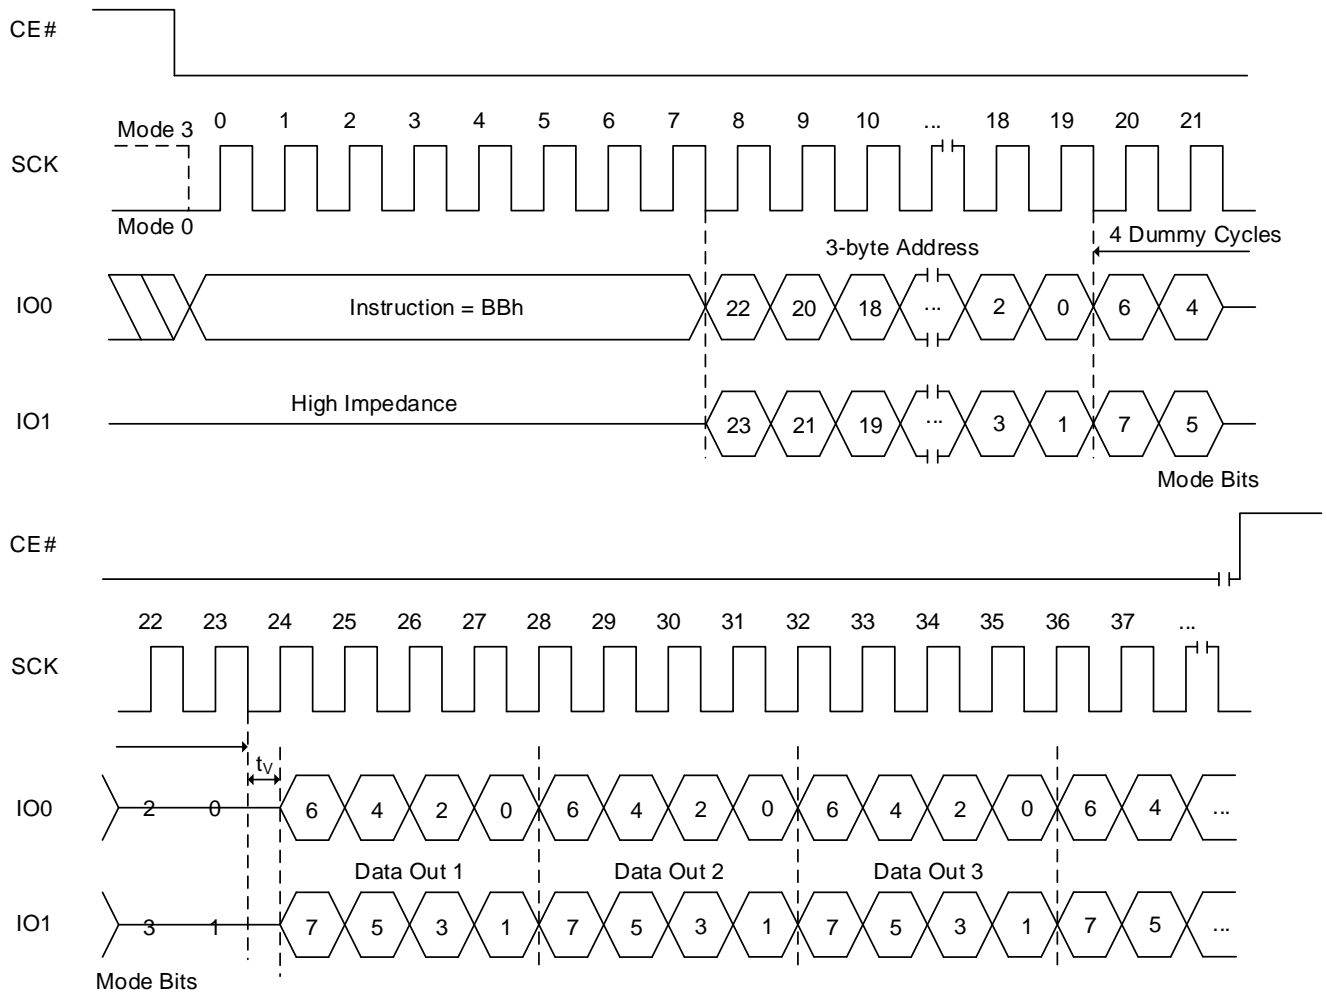 CE#
Mode 3 0 1 2 3 4 5 6 7 8 9 10 ... 18 19 20 21
SCK
Mode 0
3-byte Address 4 Dummy Cycles
IO0 Instruction = BBh 22 20 18 ... 2 0 6 4
High Impedance
IO1 23 21 19 ... 3 1 7 5
Mode Bits
CE#
22 23 24 25 26 27 28 29 30 31 32 33 34 35 36 37 ...
SCK
tV
IO0 2 0 6 4 2 0 6 4 2 0 6 4 2 0 6 4 ...
Data Out 1 Data Out 2 Data Out 3
IO1 3 1 7 5 3 1 7 5 3 1 7 5 3 1 7 5 ...
Mode Bits